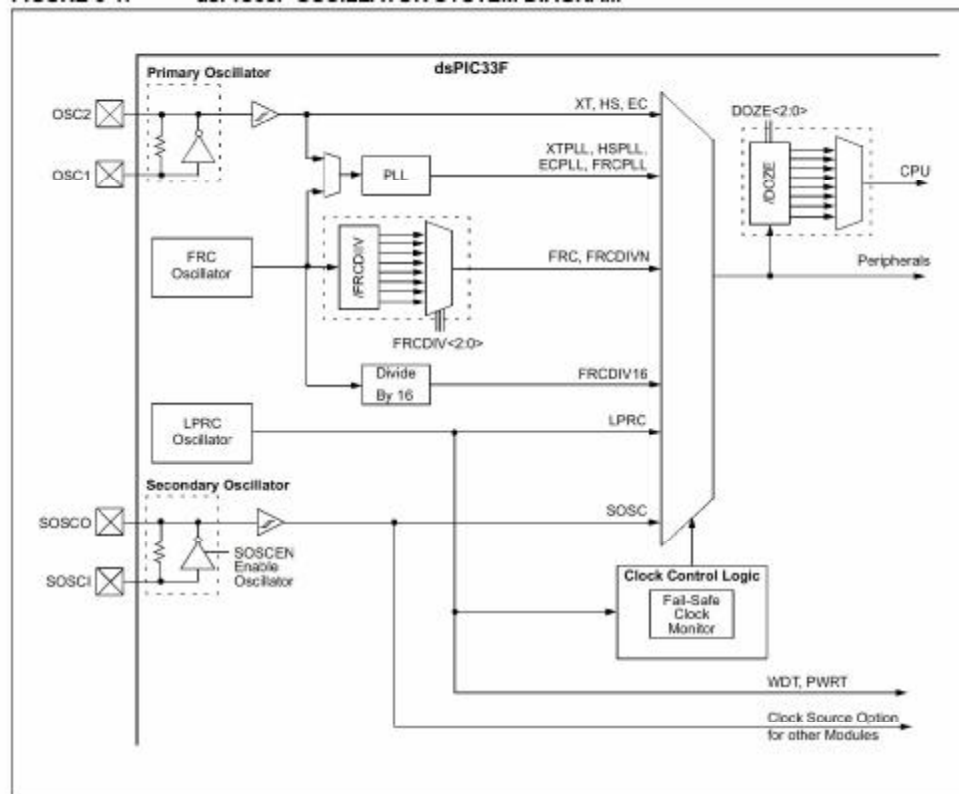 dsPIC33F
Primary Oscillator
OSC2
OSC1
XT, HS, EC
XTPLL, HSPLL,
ECPLL, FRCPLL
PLL
DOZE<2:0>
/DOZE
CPU
Peripherals
FRC
Oscillator
/FRCDIV
FRC, FRCDIVN
FRCDIV<2:0>
Divide
By 16
FRCDIV16
LPRC
Oscillator
LPRC
Secondary Oscillator
SOSCO
SOSCI
SOSCEN
Enable
Oscillator
SOSC
Clock Control Logic
Fail-Safe
Clock
Monitor
WDT, PWRT
Clock Source Option
for other Modules